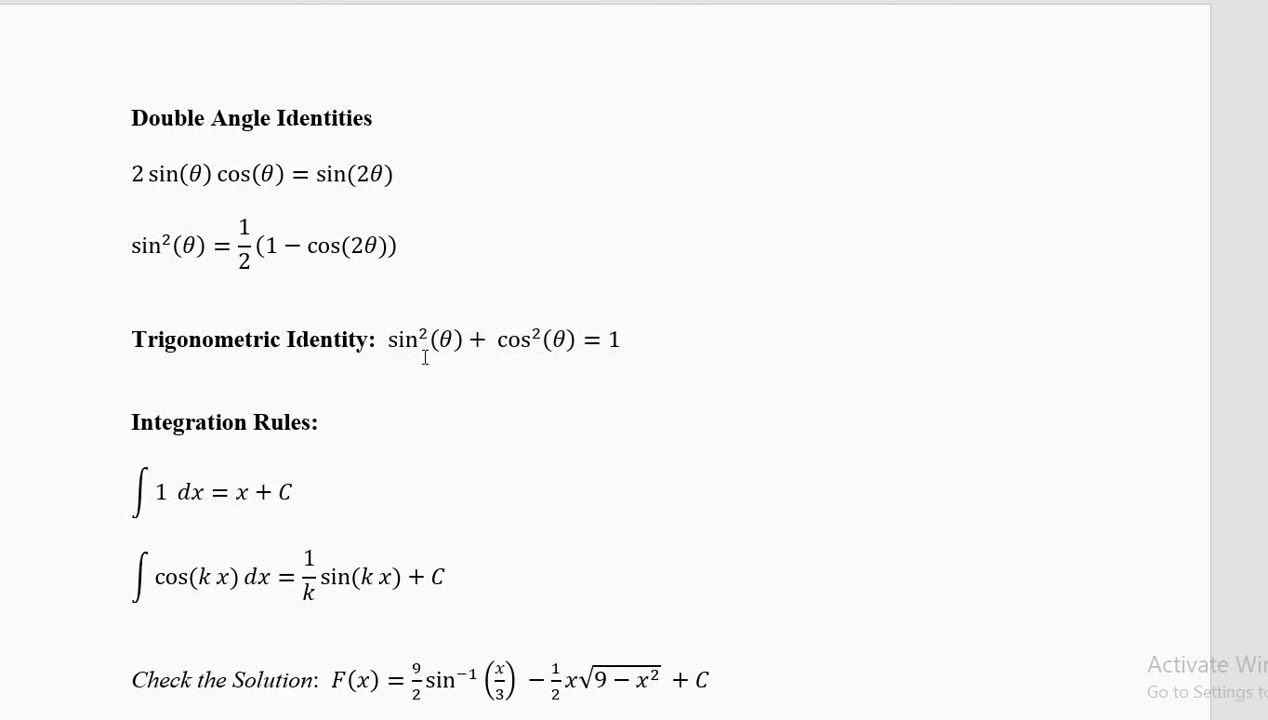 Double Angle Identities
2 sin(θ) cos(θ) = sin(2θ)
sin²(θ) = 1/2 (1 − cos(2θ))
Trigonometric Identity: sin²(θ) + cos²(θ) = 1
Integration Rules:
∫ 1 dx = x + C
∫ cos(k x) dx = 1/k sin(k x) + C
Activate Wi
Check the Solution: F(x) = 9/2 sin⁻¹(x/3) − 1/2 x√(9 − x²) + C
Go to Settings t